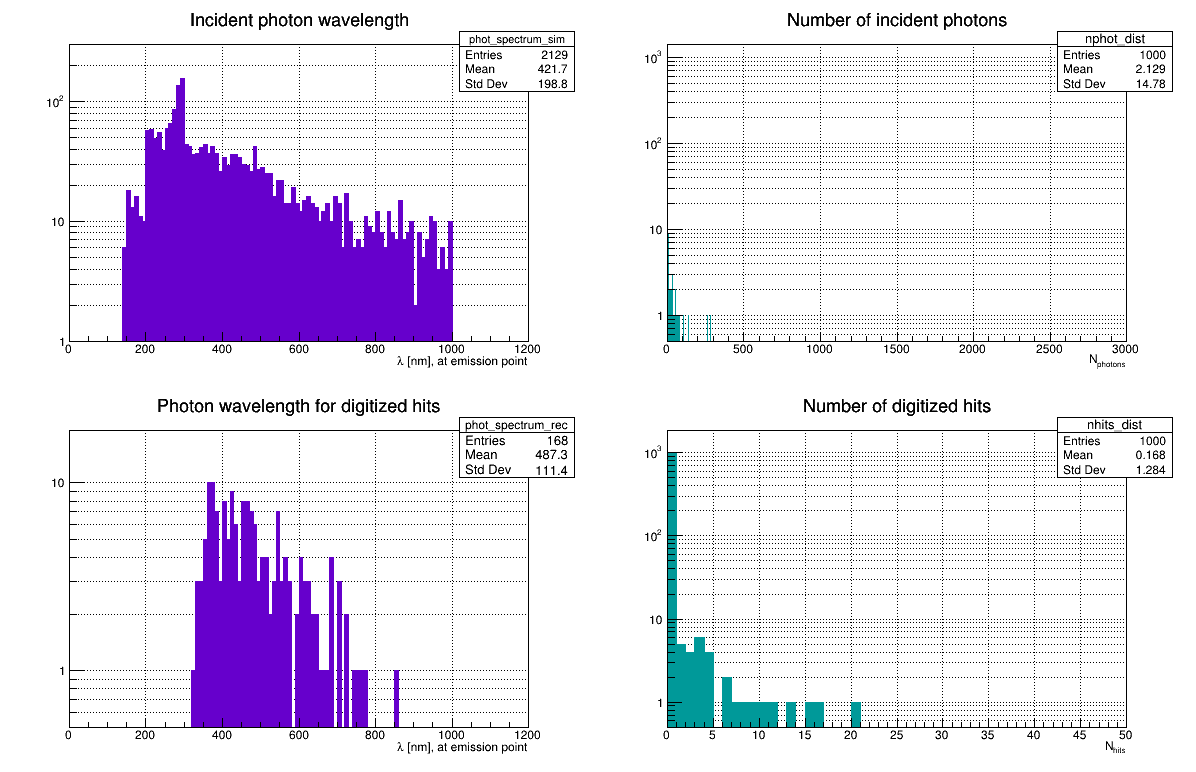 Incident photon wavelength
phot_spectrum_sim
Entries 2129
Mean 421.7
Std Dev 198.8
10²
10
1
0 200 400 600 800 1000 1200
λ [nm], at emission point
Number of incident photons
nphot_dist
Entries 1000
Mean 2.129
Std Dev 14.78
10³
10²
10
1
0 500 1000 1500 2000 2500 3000
Nphotons
Photon wavelength for digitized hits
phot_spectrum_rec
Entries 168
Mean 487.3
Std Dev 111.4
10
1
0 200 400 600 800 1000 1200
λ [nm], at emission point
Number of digitized hits
nhits_dist
Entries 1000
Mean 0.168
Std Dev 1.284
10³
10²
10
1
0 5 10 15 20 25 30 35 40 45 50
Nhits